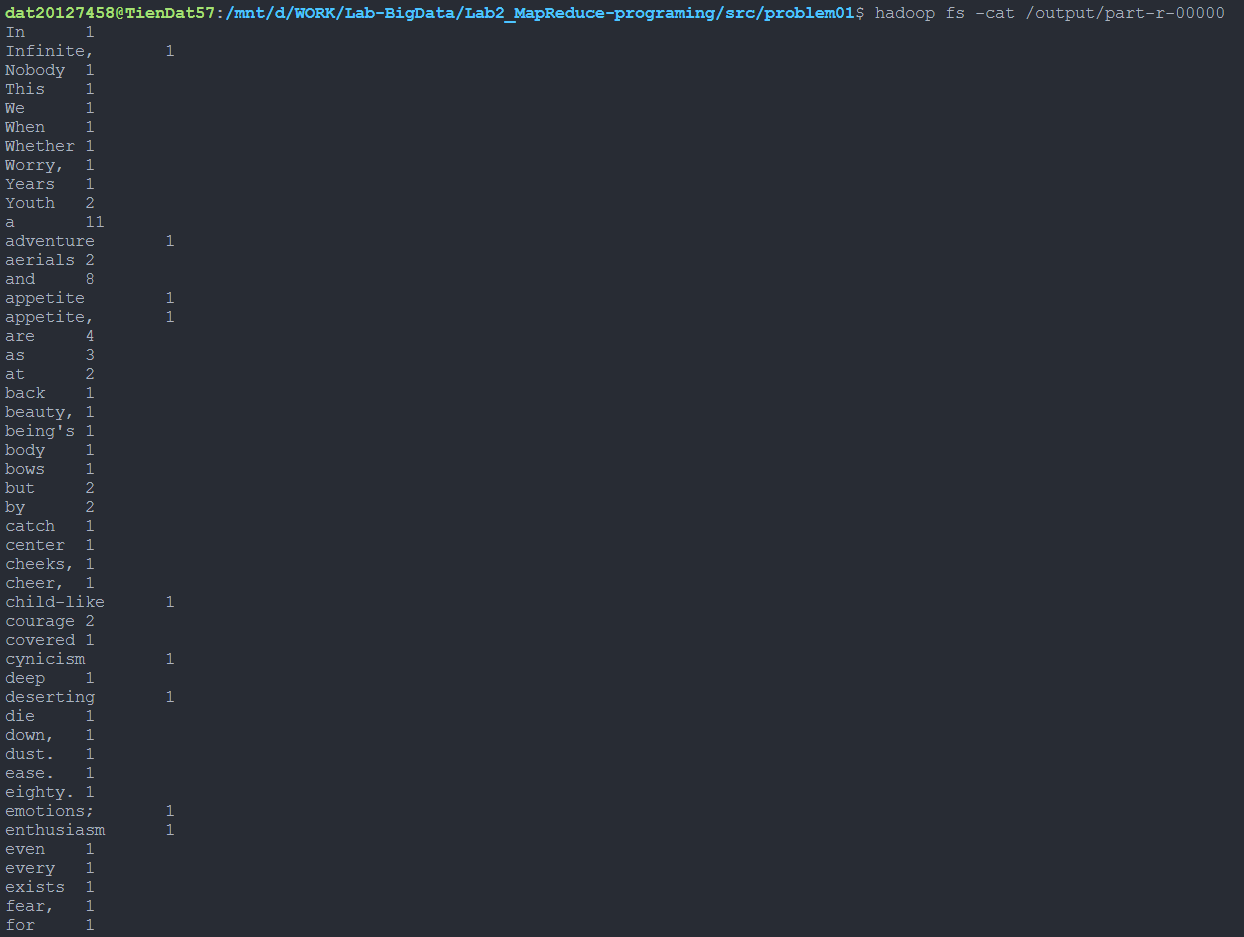 dat20127458@TienDat57:/mnt/d/WORK/Lab-BigData/Lab2_MapReduce-programing/src/problem01$ hadoop fs -cat /output/part-r-00000
In 1
Infinite, 1
Nobody 1
This 1
We 1
When 1
Whether 1
Worry, 1
Years 1
Youth 2
a 11
adventure 1
aerials 2
and 8
appetite 1
appetite, 1
are 4
as 3
at 2
back 1
beauty, 1
being's 1
body 1
bows 1
but 2
by 2
catch 1
center 1
cheeks, 1
cheer, 1
child-like 1
courage 2
covered 1
cynicism 1
deep 1
deserting 1
die 1
down, 1
dust. 1
ease. 1
eighty. 1
emotions; 1
enthusiasm 1
even 1
every 1
exists 1
fear, 1
for 1